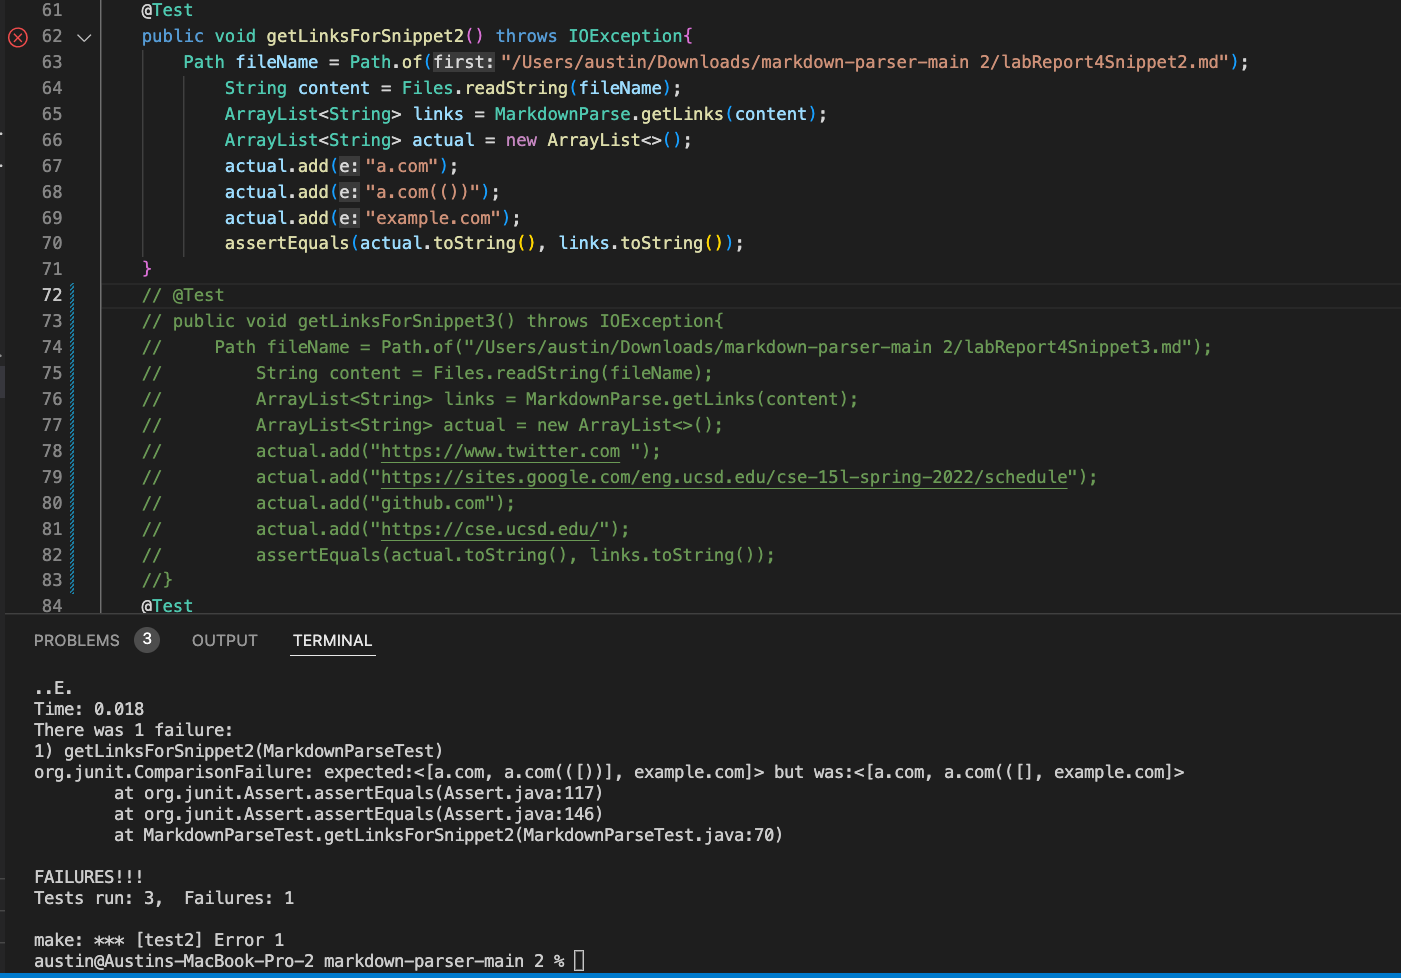 61 @Test
62 public void getLinksForSnippet2() throws IOException{
63 Path fileName = Path.of(first: "/Users/austin/Downloads/markdown-parser-main 2/labReport4Snippet2.md");
64 String content = Files.readString(fileName);
65 ArrayList<String> links = MarkdownParse.getLinks(content);
66 ArrayList<String> actual = new ArrayList<>();
67 actual.add(e: "a.com");
68 actual.add(e: "a.com(())");
69 actual.add(e: "example.com");
70 assertEquals(actual.toString(), links.toString());
71 }
72 // @Test
73 // public void getLinksForSnippet3() throws IOException{
74 // Path fileName = Path.of("/Users/austin/Downloads/markdown-parser-main 2/labReport4Snippet3.md");
75 // String content = Files.readString(fileName);
76 // ArrayList<String> links = MarkdownParse.getLinks(content);
77 // ArrayList<String> actual = new ArrayList<>();
78 // actual.add("https://www.twitter.com ");
79 // actual.add("https://sites.google.com/eng.ucsd.edu/cse-15l-spring-2022/schedule");
80 // actual.add("github.com");
81 // actual.add("https://cse.ucsd.edu/");
82 // assertEquals(actual.toString(), links.toString());
83 //}
84 @Test
PROBLEMS 3 OUTPUT TERMINAL
..E.
Time: 0.018
There was 1 failure:
1) getLinksForSnippet2(MarkdownParseTest)
org.junit.ComparisonFailure: expected:<[a.com, a.com(([))], example.com]> but was:<[a.com, a.com(([], example.com]>
at org.junit.Assert.assertEquals(Assert.java:117)
at org.junit.Assert.assertEquals(Assert.java:146)
at MarkdownParseTest.getLinksForSnippet2(MarkdownParseTest.java:70)
FAILURES!!!
Tests run: 3,  Failures: 1
make: *** [test2] Error 1
austin@Austins-MacBook-Pro-2 markdown-parser-main 2 %